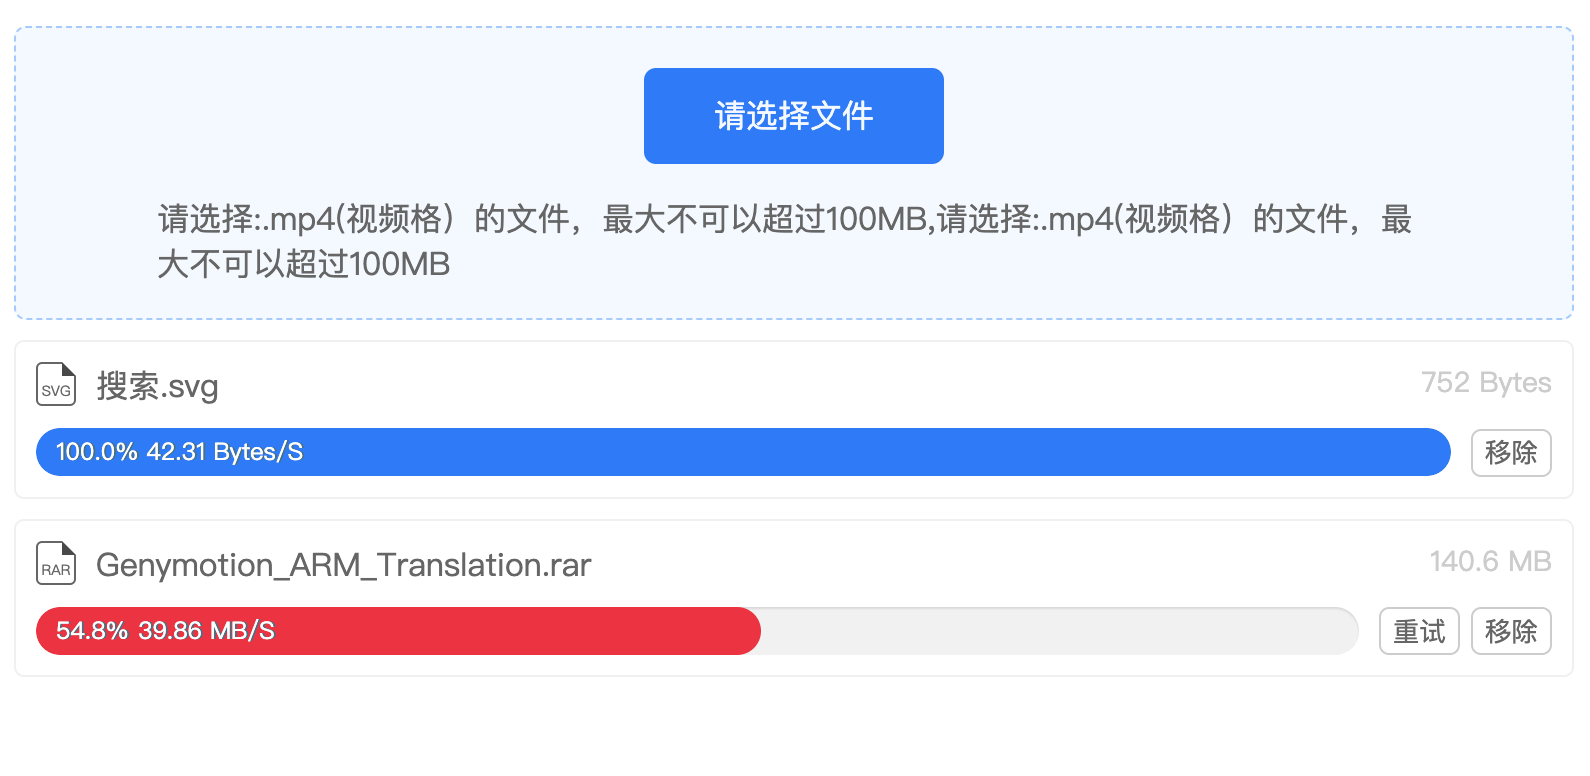 请选择文件
请选择:.mp4(视频格）的文件，最大不可以超过100MB,请选择:.mp4(视频格）的文件，最
大不可以超过100MB
SVG 搜索.svg 752 Bytes
100.0% 42.31 Bytes/S 移除
RAR Genymotion_ARM_Translation.rar 140.6 MB
54.8% 39.86 MB/S 重试 移除